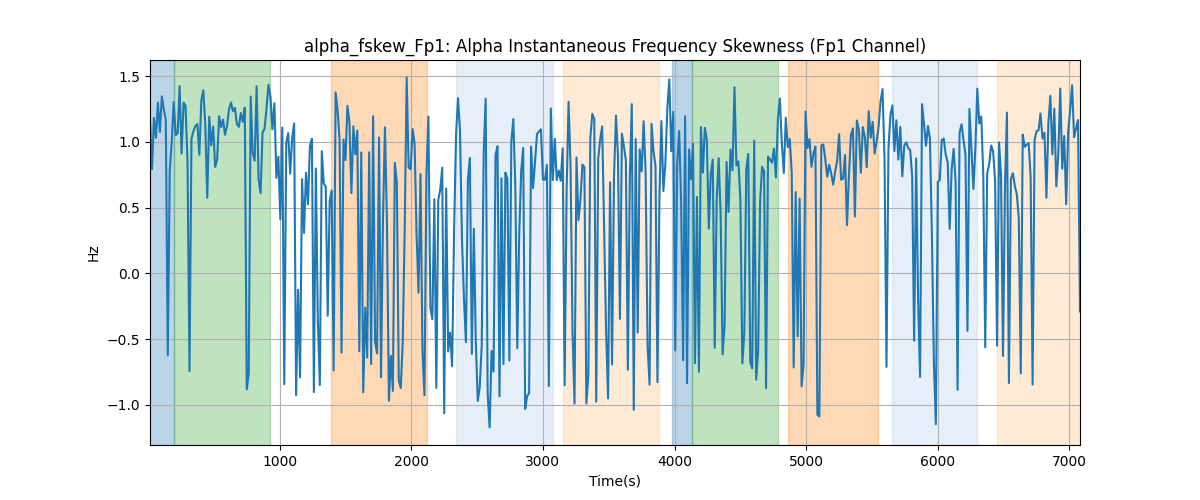 alpha_fskew_Fp1: Alpha Instantaneous Frequency Skewness (Fp1 Channel)
1.5
1.0
0.5
0.0
−0.5
−1.0
Hz
1000 2000 3000 4000 5000 6000 7000
Time(s)